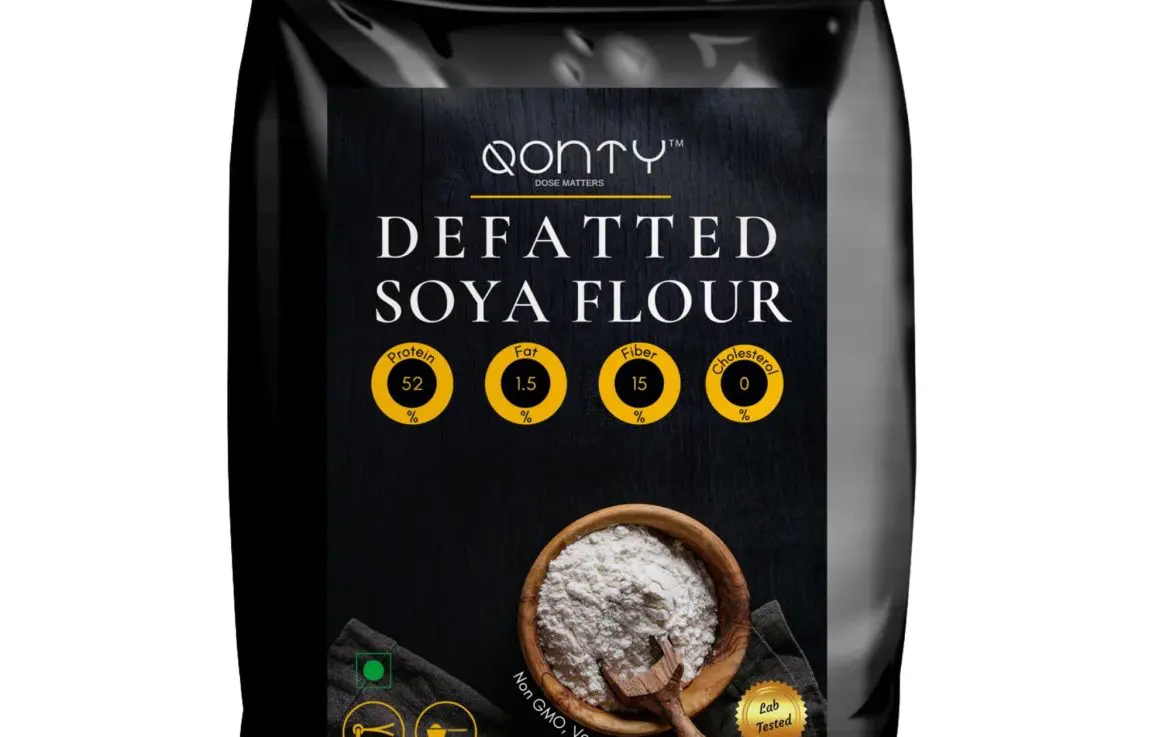 QONTY™
DOSE MATTERS
DEFATTED
SOYA FLOUR
Protein
52
%
Fat
1.5
%
Fiber
15
%
Cholesterol
0
%
Non GMO,
Lab
Tested